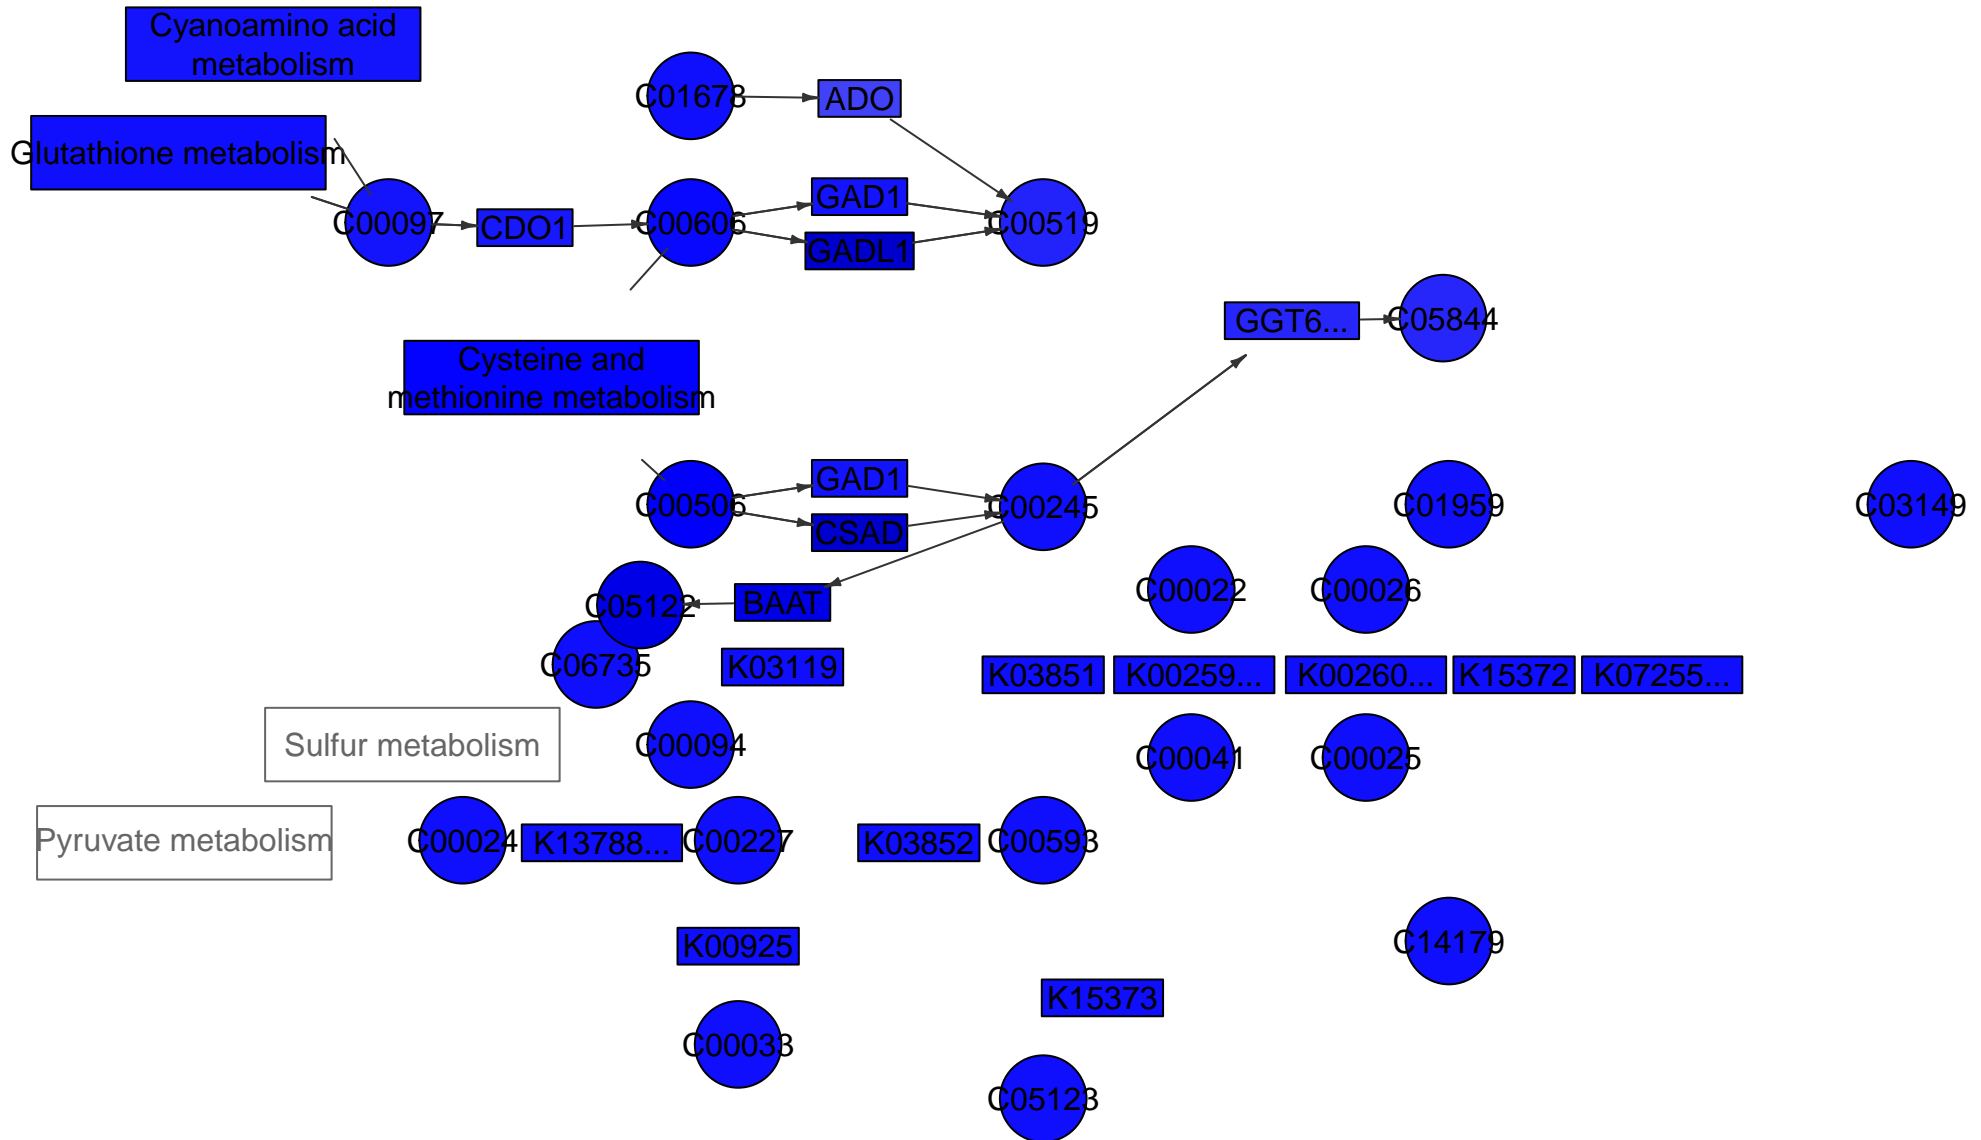 Cyanoamino acid
metabolism
C01678
ADO
Glutathione metabolism
C00097
CDO1
C00606
GAD1
GADL1
C00519
GGT6...
C05844
Cysteine and
methionine metabolism
C00506
GAD1
CSAD
C00245
C01959
C03149
C05122
BAAT
C00022
C00026
C06735
K03119
K03851
K00259...
K00260...
K15372
K07255...
Sulfur metabolism
C00094
C00041
C00025
Pyruvate metabolism
C00024
K13788...
C00227
K03852
C00593
K00925
C14179
K15373
C00033
C05123